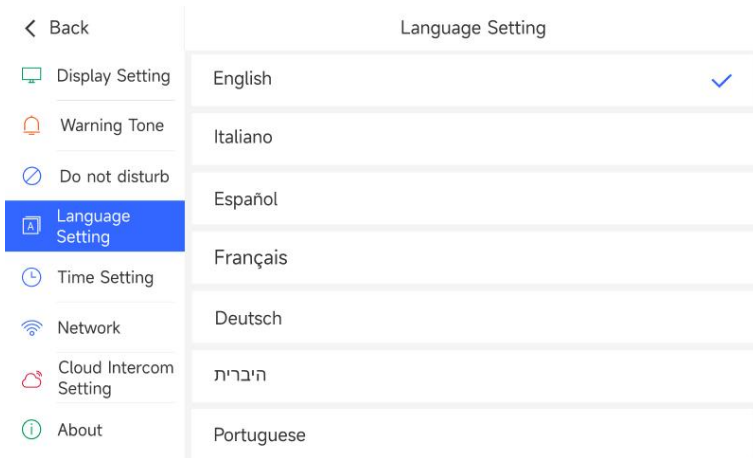 Back
Language Setting
Display Setting
Warning Tone
Do not disturb
Language
Setting
Time Setting
Network
Cloud Intercom
Setting
About
English
Italiano
Español
Français
Deutsch
היברית
Portuguese